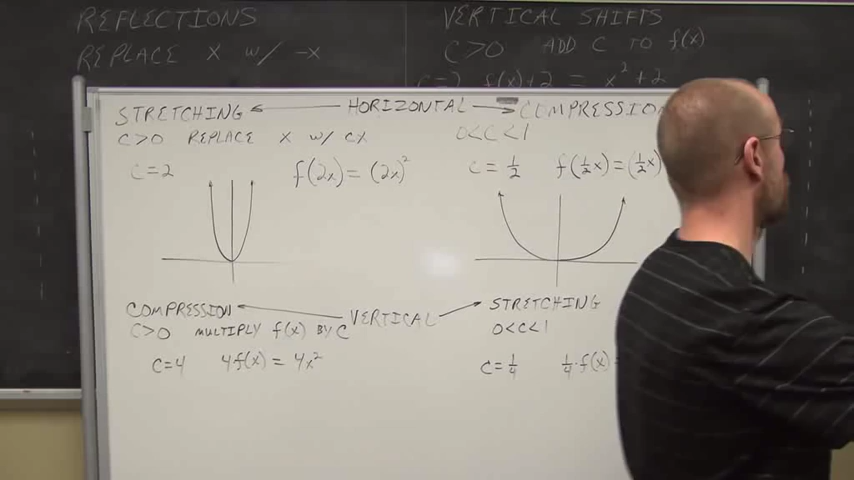 REFLECTIONS
REPLACE X w/ -x
VERTICAL SHIFTS
C>0 ADD C TO f(x)
C=2 f(x)+2 = x²+2
STRETCHING HORIZONTAL COMPRESSION
C>0 REPLACE X w/ CX
0<C<1
C=2 f(2x)=(2x)²
C=½ f(½x)=(½x)
COMPRESSION VERTICAL STRETCHING
C>0 MULTIPLY f(x) BY C
0<C<1
C=4 4f(x) = 4x²
C=¼ ¼·f(x)=